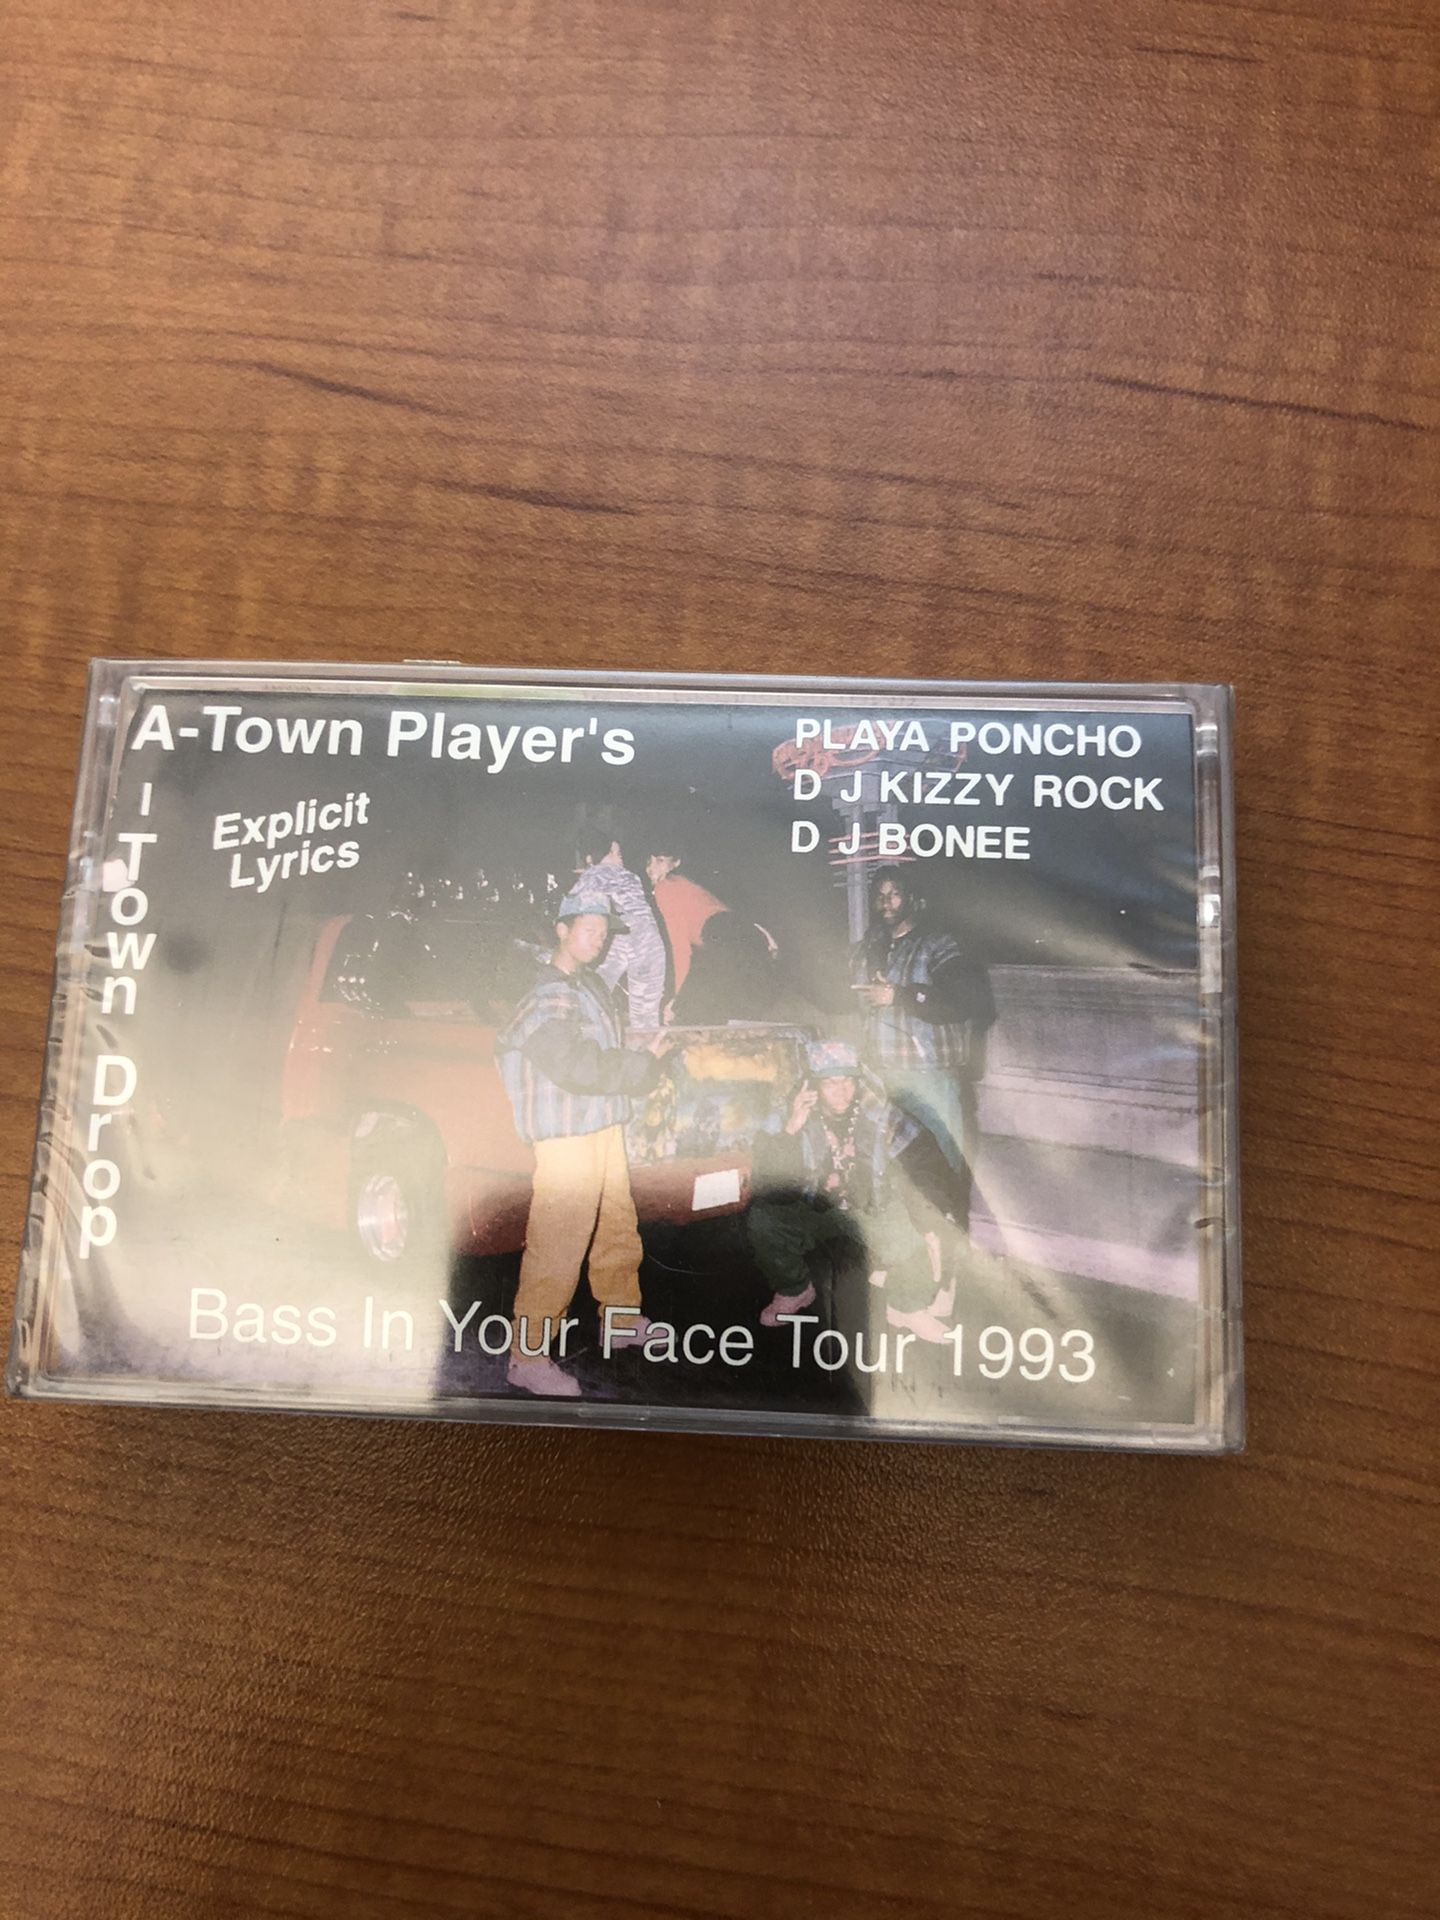 A-Town Player's
PLAYA PONCHO
D J KIZZY ROCK
D J BONEE
Explicit
Lyrics
I Town Drop
Bass In Your Face Tour 1993